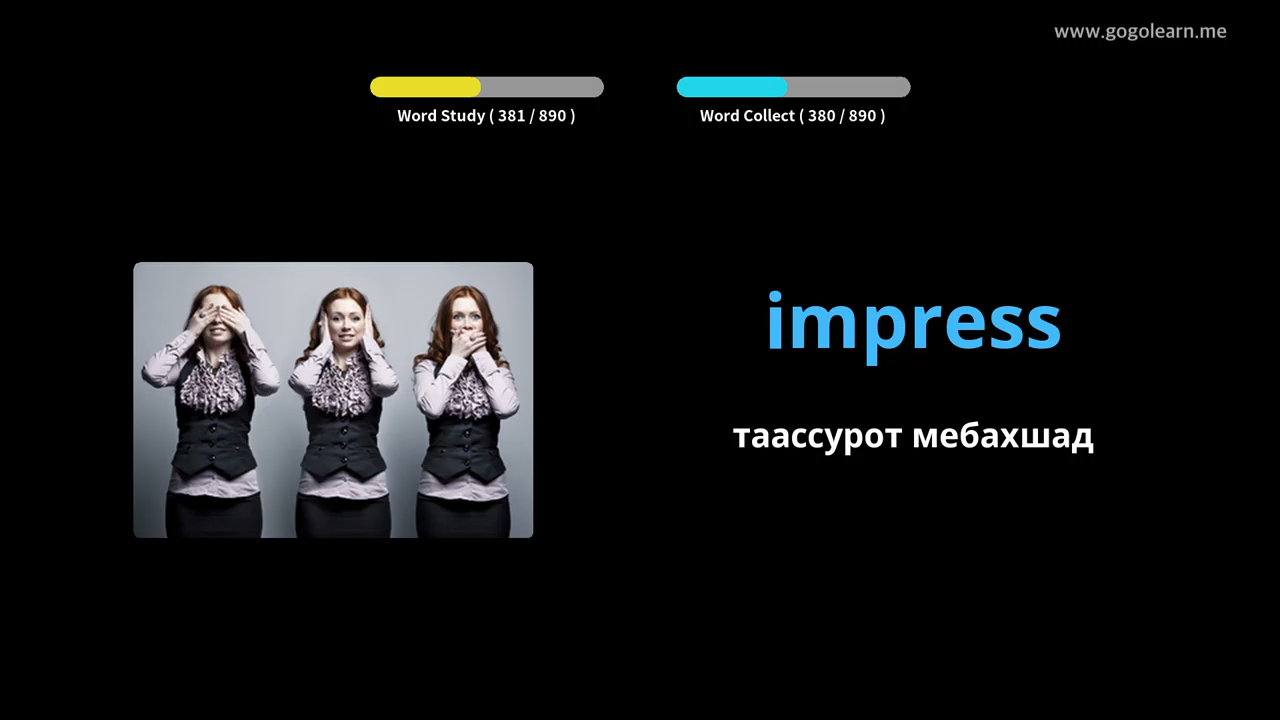 www.gogolearn.me
Word Study ( 381 / 890 )
Word Collect ( 380 / 890 )
impress
таассурот мебахшад